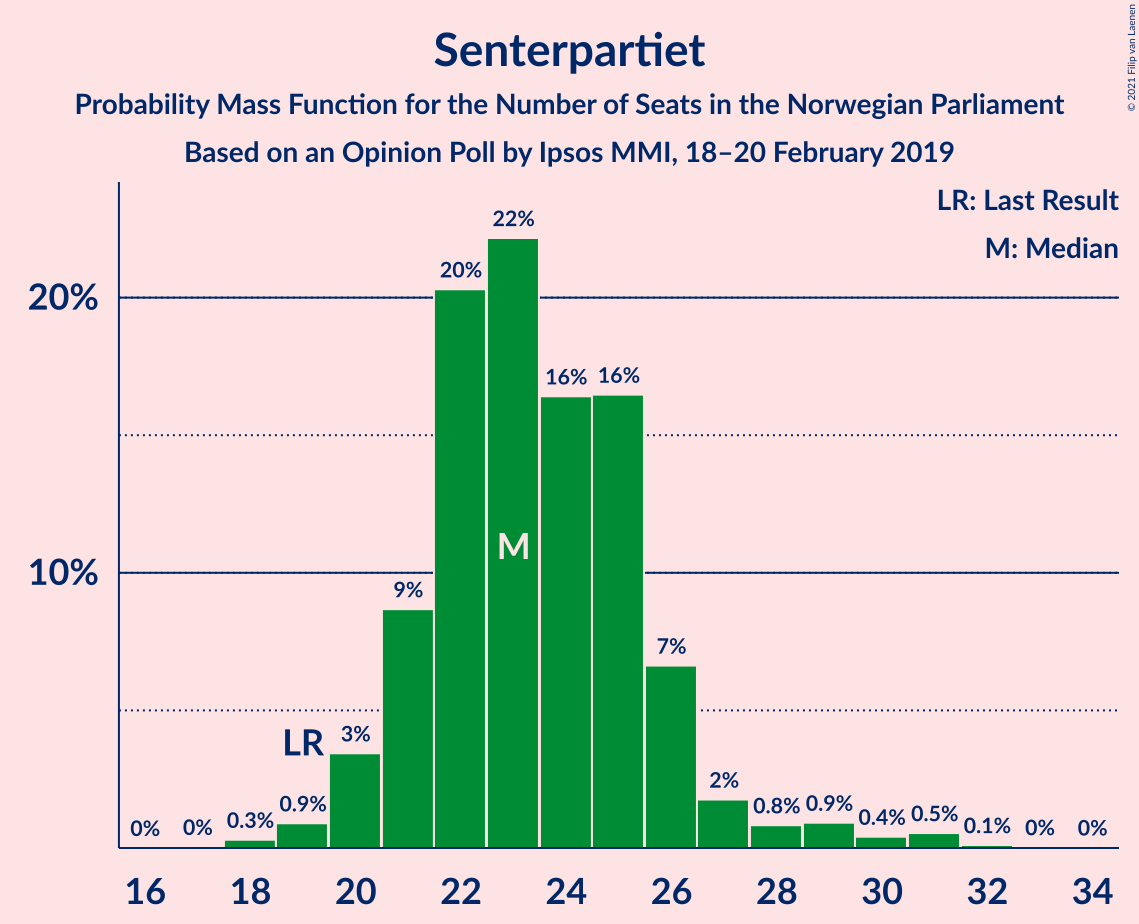 Senterpartiet
Probability Mass Function for the Number of Seats in the Norwegian Parliament
Based on an Opinion Poll by Ipsos MMI, 18–20 February 2019
© 2021 Filip van Laenen
LR: Last Result
M: Median
20%
10%
0%
0%
0.3%
0.9%
LR
3%
9%
20%
22%
M
16%
16%
7%
2%
0.8%
0.9%
0.4%
0.5%
0.1%
0%
0%
16 18 20 22 24 26 28 30 32 34